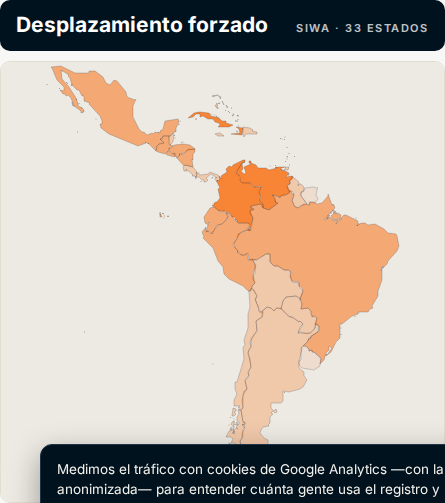 Desplazamiento forzado
SIWA · 33 ESTADOS
Medimos el tráfico con cookies de Google Analytics —con la
anonimizada— para entender cuánta gente usa el registro y